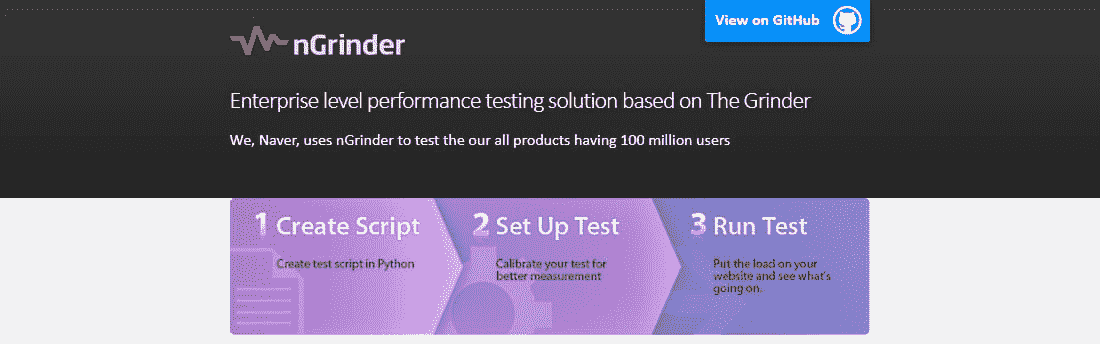 View on GitHub
nGrinder
Enterprise level performance testing solution based on The Grinder
We, Naver, uses nGrinder to test the our all products having 100 million users
1 Create Script
Create test script in Python
2 Set Up Test
Calibrate your test for
better measurement
3 Run Test
Put the load on your
website and see what's
going on.